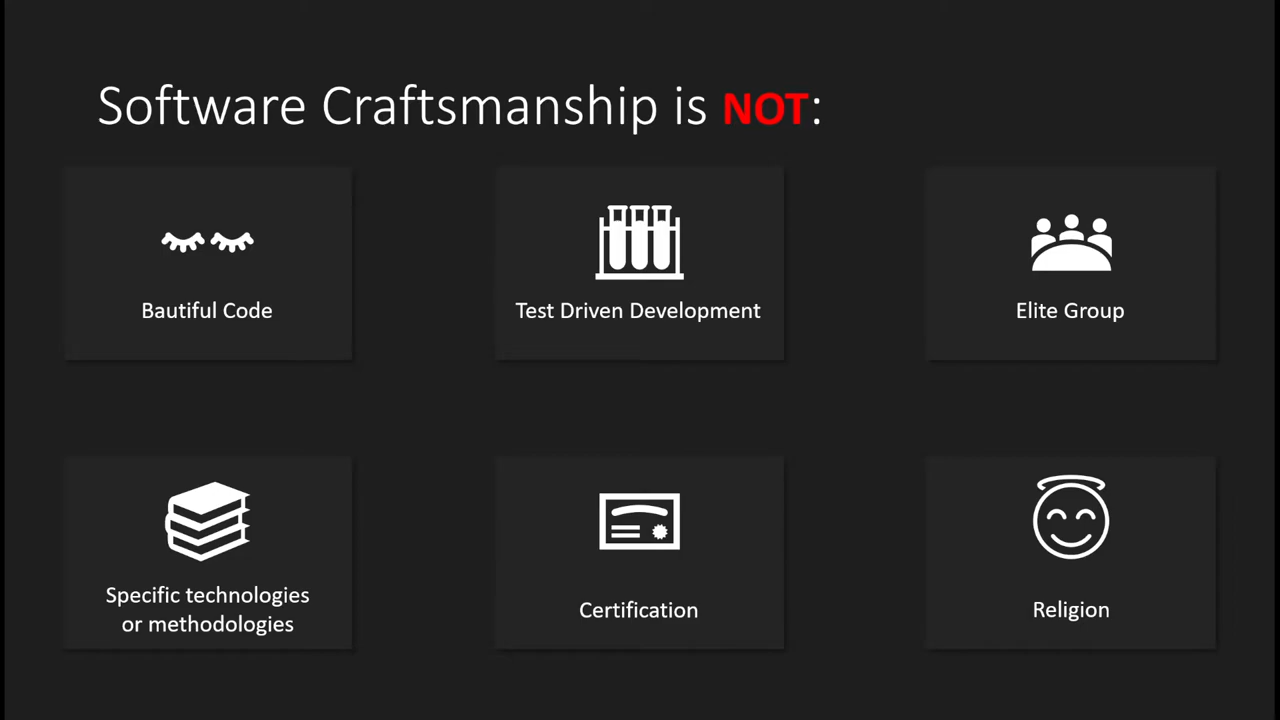 Software Craftsmanship is NOT:
Bautiful Code
Test Driven Development
Elite Group
Specific technologies
or methodologies
Certification
Religion